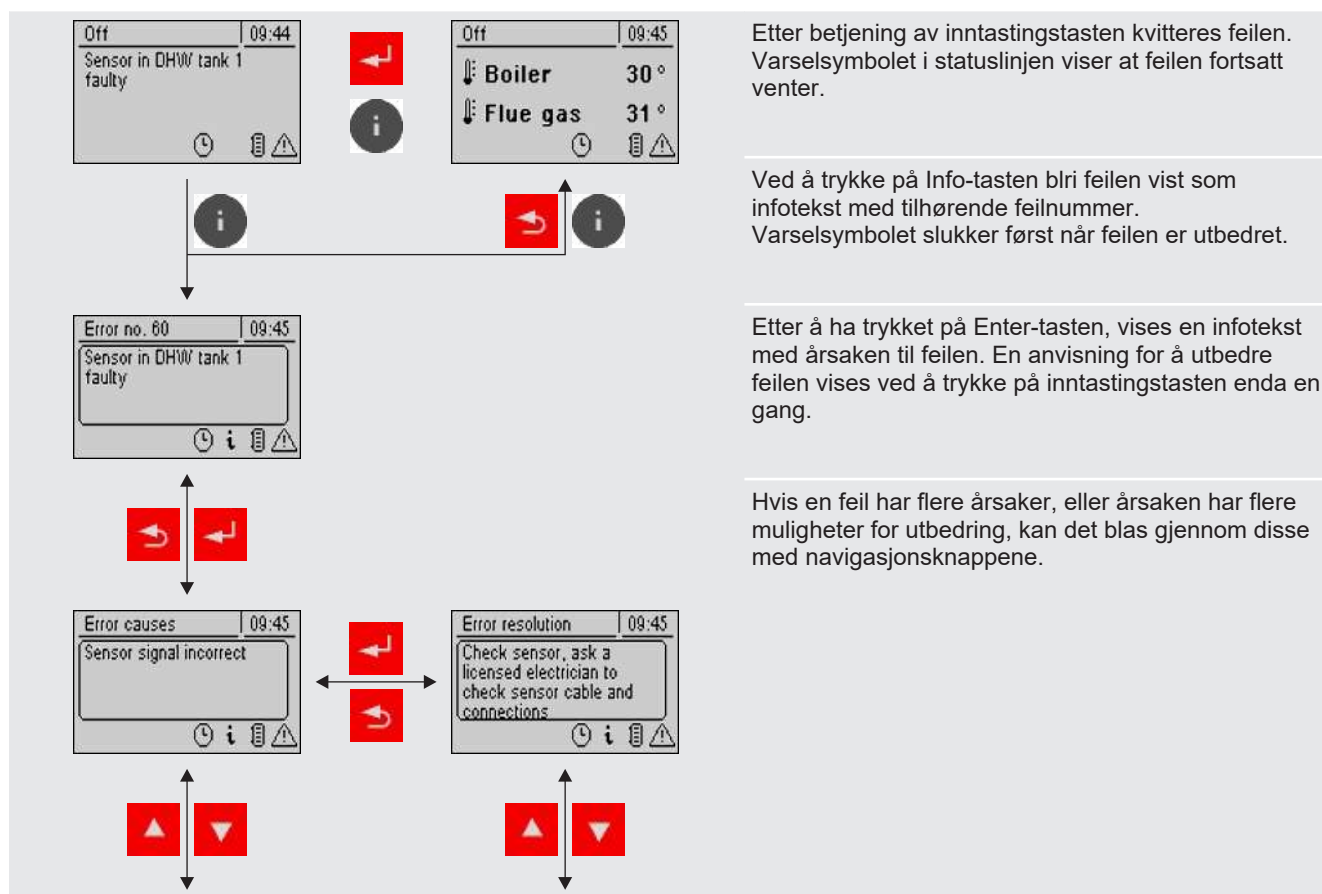 Off 09:44
Sensor in DHW tank 1
faulty
Off 09:45
Boiler 30 °
Flue gas 31 °
Etter betjening av inntastingstasten kvitteres feilen.
Varselsymbolet i statuslinjen viser at feilen fortsatt
venter.
i
i
i
Ved å trykke på Info-tasten blri feilen vist som
infotekst med tilhørende feilnummer.
Varselsymbolet slukker først når feilen er utbedret.
Error no. 60 09:45
Sensor in DHW tank 1
faulty
i
Etter å ha trykket på Enter-tasten, vises en infotekst
med årsaken til feilen. En anvisning for å utbedre
feilen vises ved å trykke på inntastingstasten enda en
gang.
Hvis en feil har flere årsaker, eller årsaken har flere
muligheter for utbedring, kan det blas gjennom disse
med navigasjonsknappene.
Error causes 09:45
Sensor signal incorrect
i
Error resolution 09:45
Check sensor, ask a
licensed electrician to
check sensor cable and
connections
i